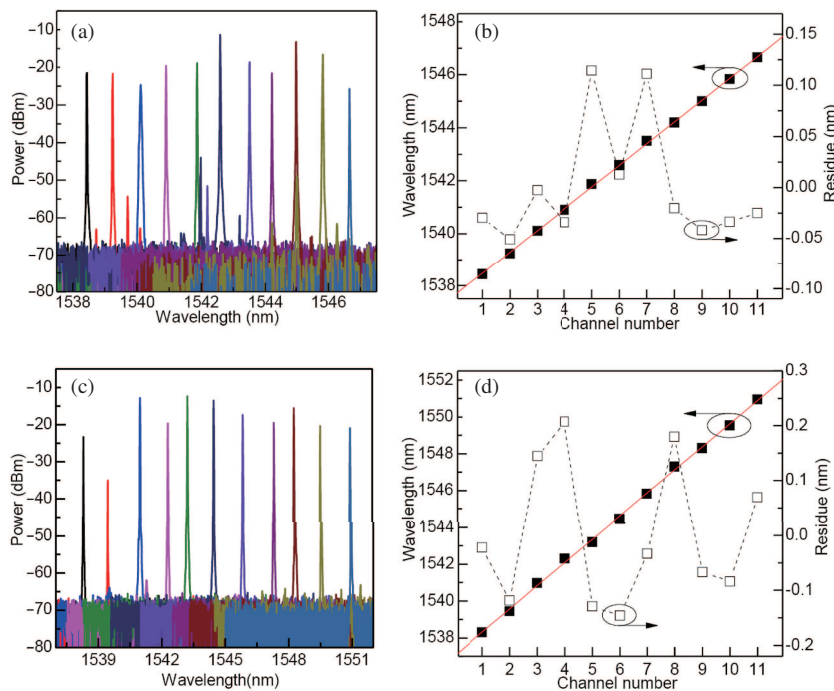 (a)
Power (dBm)
−10
−20
−30
−40
−50
−60
−70
−80
1538 1540 1542 1544 1546
Wavelength (nm)
(b)
Wavelength (nm)
1548
1546
1544
1542
1540
1538
0.15
0.10
0.05
0.00
−0.05
−0.10
Residue (nm)
1 2 3 4 5 6 7 8 9 10 11
Channel number
(c)
Power (dBm)
−10
−20
−30
−40
−50
−60
−70
−80
1539 1542 1545 1548 1551
Wavelength(nm)
(d)
Wavelength (nm)
1552
1550
1548
1546
1544
1542
1540
1538
0.3
0.2
0.1
0.0
−0.1
−0.2
Residue (nm)
1 2 3 4 5 6 7 8 9 10 11
Channel number